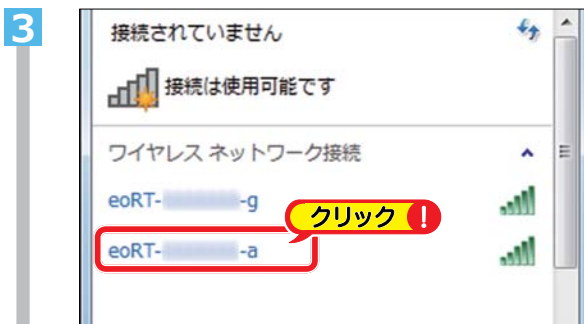 3
接続されていません
接続は使用可能です
ワイヤレス ネットワーク接続
eoRT- -g
クリック !
eoRT- -a